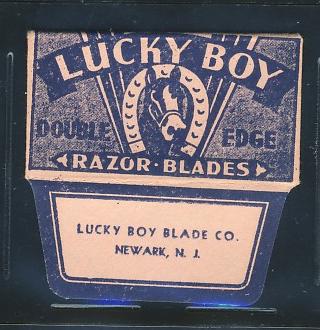 LUCKY BOY
DOUBLE EDGE
RAZOR · BLADES
LUCKY BOY BLADE CO.
NEWARK, N. J.